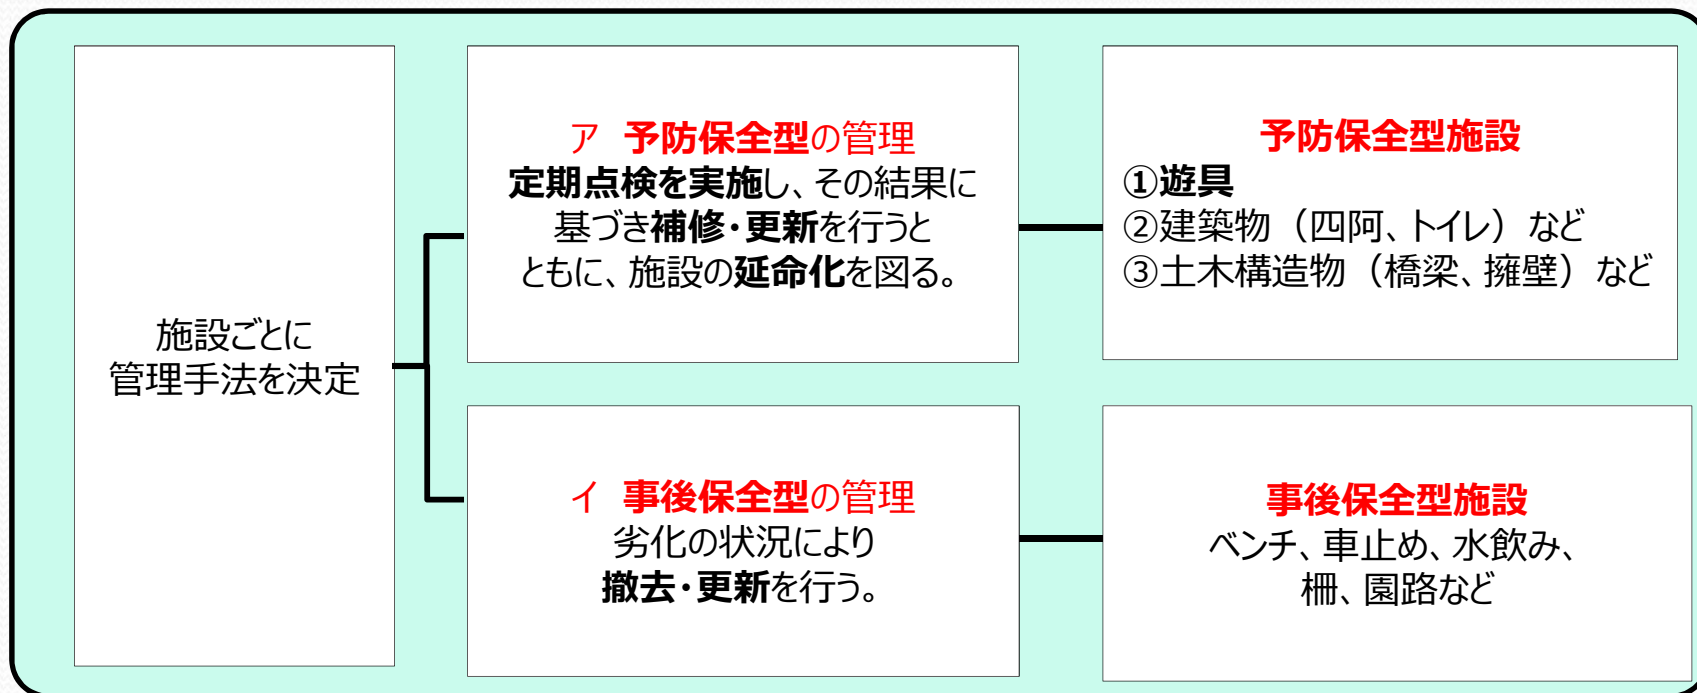 施設ごとに
管理手法を決定
ア 予防保全型の管理
定期点検を実施し、その結果に
基づき補修・更新を行うと
ともに、施設の延命化を図る。
予防保全型施設
①遊具
②建築物（四阿、トイレ）など
③土木構造物（橋梁、擁壁）など
イ 事後保全型の管理
劣化の状況により
撤去・更新を行う。
事後保全型施設
ベンチ、車止め、水飲み、
柵、園路など